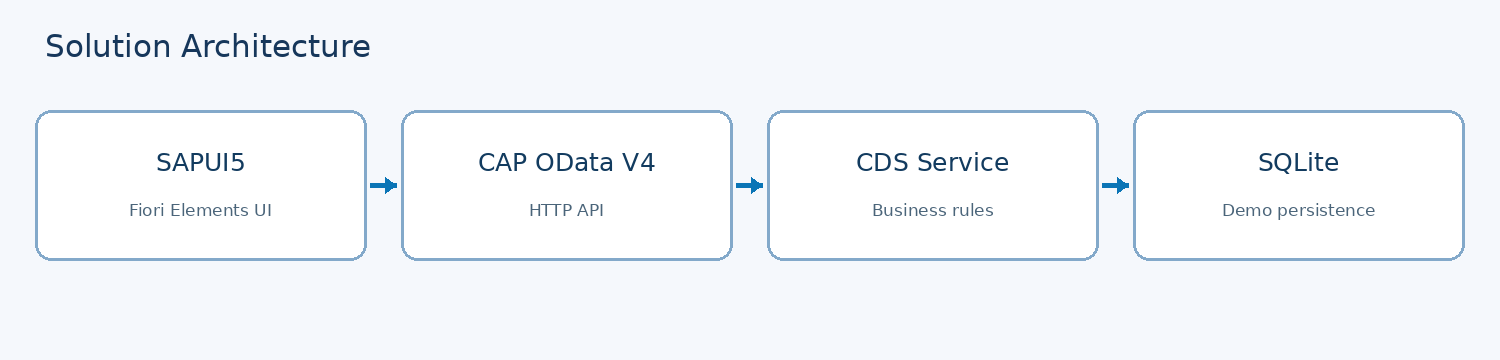 Solution Architecture
SAPUI5
Fiori Elements UI
CAP OData V4
HTTP API
CDS Service
Business rules
SQLite
Demo persistence